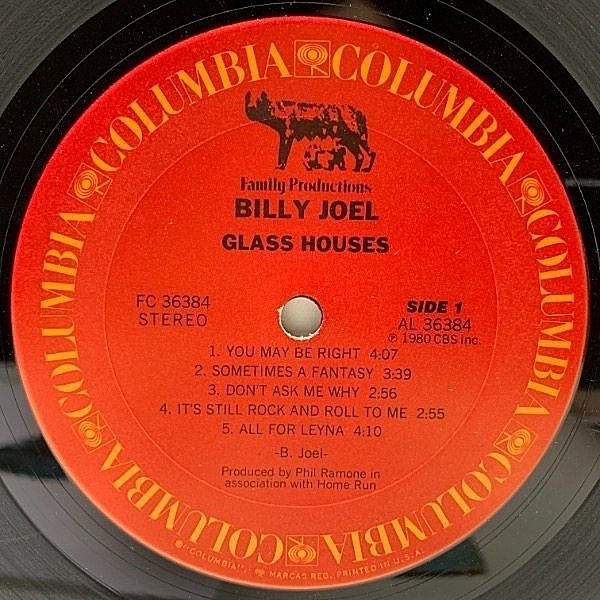 COLUMBIA COLUMBIA COLUMBIA COLUMBIA COLUMBIA COLUMBIA COLUMBIA
Family Productions
BILLY JOEL
GLASS HOUSES
FC 36384
STEREO
SIDE 1
AL 36384
℗ 1980 CBS Inc.
1. YOU MAY BE RIGHT 4:07
2. SOMETIMES A FANTASY 3:39
3. DON'T ASK ME WHY 2:56
4. IT'S STILL ROCK AND ROLL TO ME 2:55
5. ALL FOR LEYNA 4:10
-B. Joel-
Produced by Phil Ramone in
association with Home Run
"COLUMBIA", MARCAS REG. PRINTED IN U.S.A.